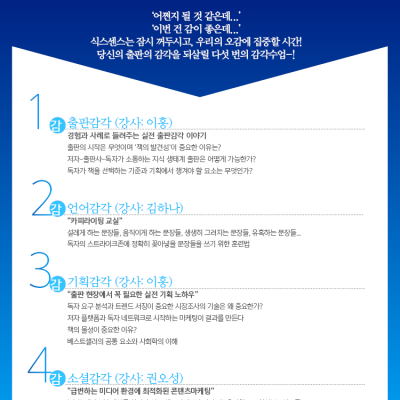 '어쩐지 될 것 같은데...'
'이번 건 감이 좋은데...'
식스센스는 잠시 꺼두시고, 우리의 오감에 집중할 시간!
당신의 출판의 감각을 되살릴 다섯 번의 감각수업~!
1감 출판감각 (강사: 이홍)
경험과 사례로 들려주는 실전 출판감각 이야기
출판의 시작은 무엇이며 '책의 발견성'이 중요한 이유는?
저자-출판사-독자가 소통하는 지식 생태계 출판은 어떻게 가능한가?
독자가 책을 선택하는 기준과 기획에서 챙겨야 할 요소는 무엇인가?
2감 언어감각 (강사: 김하나)
"카피라이팅 교실"
설레게 하는 문장들, 움직이게 하는 문장들, 생생히 그려지는 문장들, 유혹하는 문장들...
독자의 스트라이크존에 정확히 꽂아넣을 문장들을 쓰기 위한 훈련법
3감 기획감각 (강사: 이홍)
"출판 현장에서 꼭 필요한 실전 기획 노하우"
독자 요구 분석과 트렌드 서칭이 중요한 시장조사의 기술은 왜 중요한가?
저자 플랫폼과 독자 네트워크로 시작하는 마케팅이 결과를 만든다
책의 물성이 중요한 이유?
베스트셀러의 공통 요소와 사회학의 이해
4감 소셜감각 (강사: 권오성)
"급변하는 미디어 환경에 최적화된 콘텐츠마케팅"